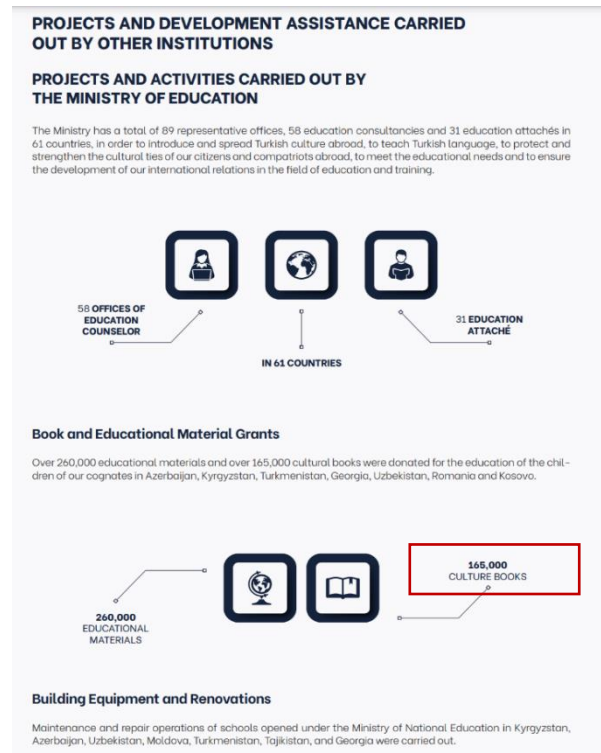 PROJECTS AND DEVELOPMENT ASSISTANCE CARRIED
OUT BY OTHER INSTITUTIONS
PROJECTS AND ACTIVITIES CARRIED OUT BY
THE MINISTRY OF EDUCATION
The Ministry has a total of 89 representative offices, 58 education consultancies and 31 education attachés in
61 countries, in order to introduce and spread Turkish culture abroad, to teach Turkish language, to protect and
strengthen the cultural ties of our citizens and compatriots abroad, to meet the educational needs and to ensure
the development of our international relations in the field of education and training.
58 OFFICES OF
EDUCATION
COUNSELOR
IN 61 COUNTRIES
31 EDUCATION
ATTACHÉ
Book and Educational Material Grants
Over 260,000 educational materials and over 165,000 cultural books were donated for the education of the chil-
dren of our cognates in Azerbaijan, Kyrgyzstan, Turkmenistan, Georgia, Uzbekistan, Romania and Kosovo.
165,000
CULTURE BOOKS
260,000
EDUCATIONAL
MATERIALS
Building Equipment and Renovations
Maintenance and repair operations of schools opened under the Ministry of National Education in Kyrgyzstan,
Azerbaijan, Uzbekistan, Moldova, Turkmenistan, Tajikistan, and Georgia were carried out.